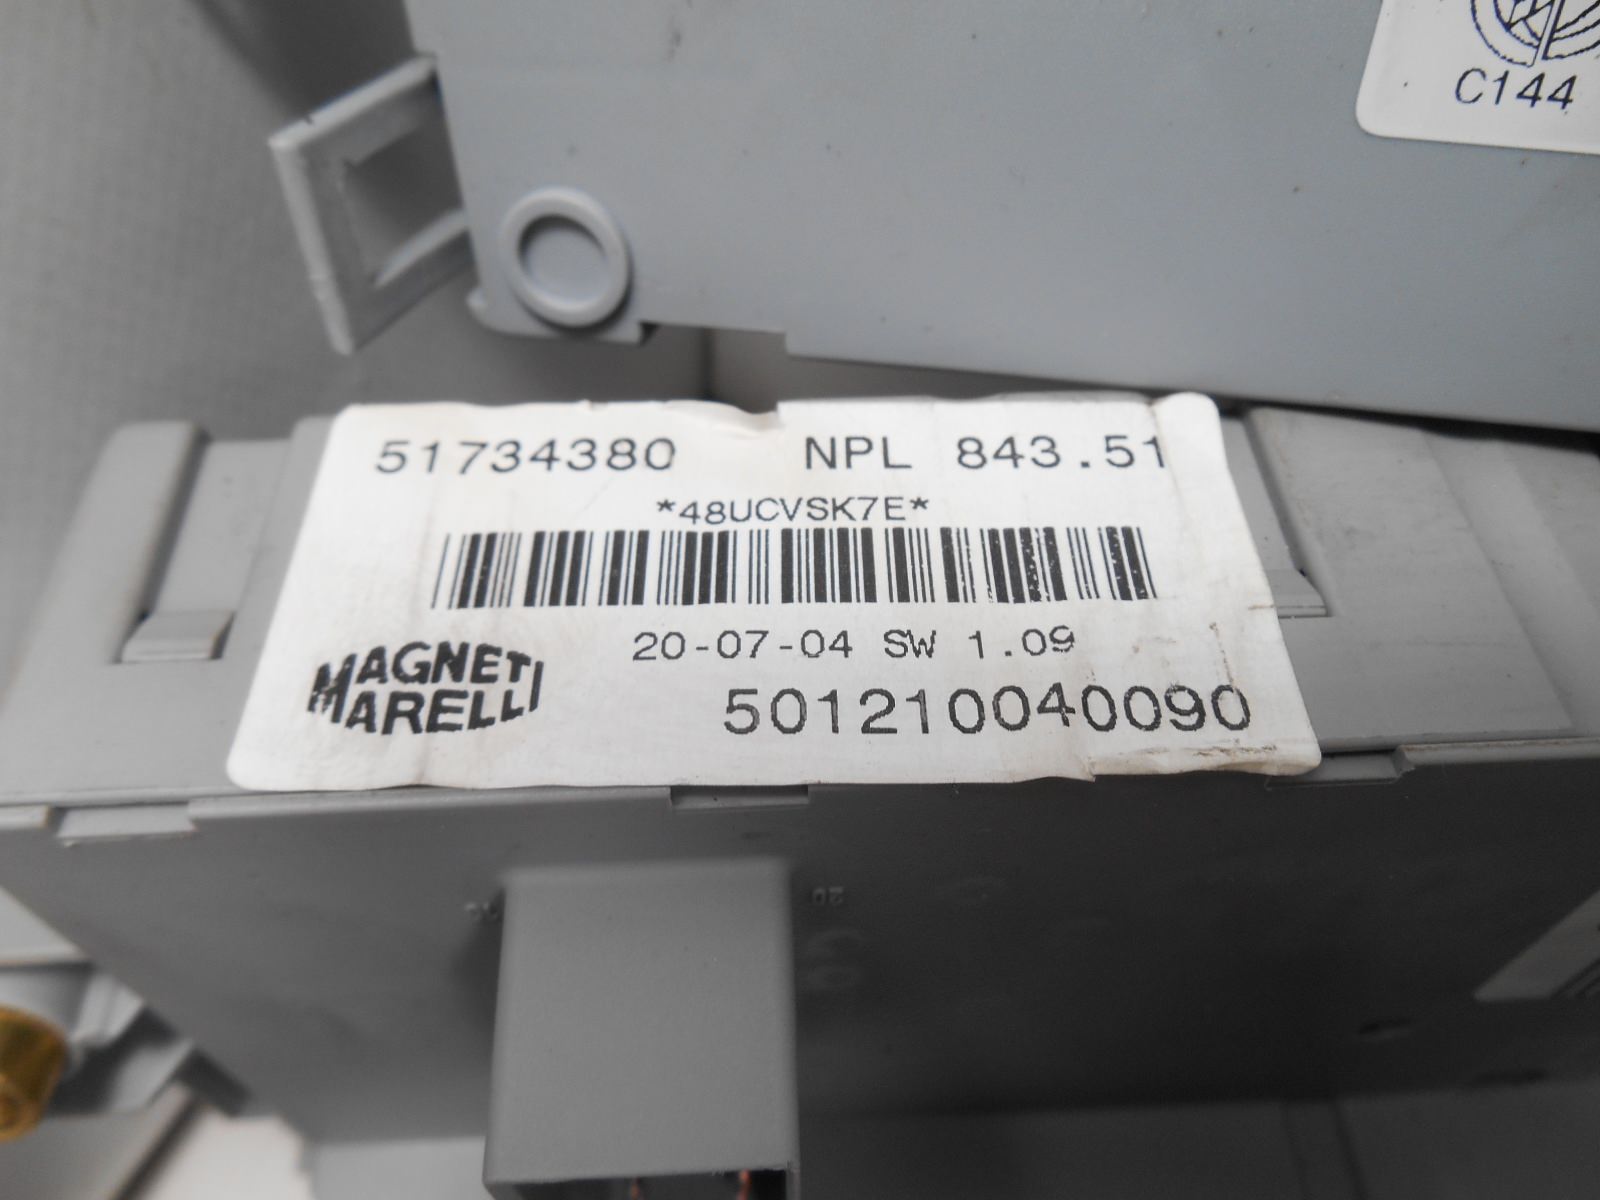 C144
51734380 NPL 843.51
*48UCVSK7E*
20-07-04 SW 1.09
MAGNETI
MARELLI
501210040090